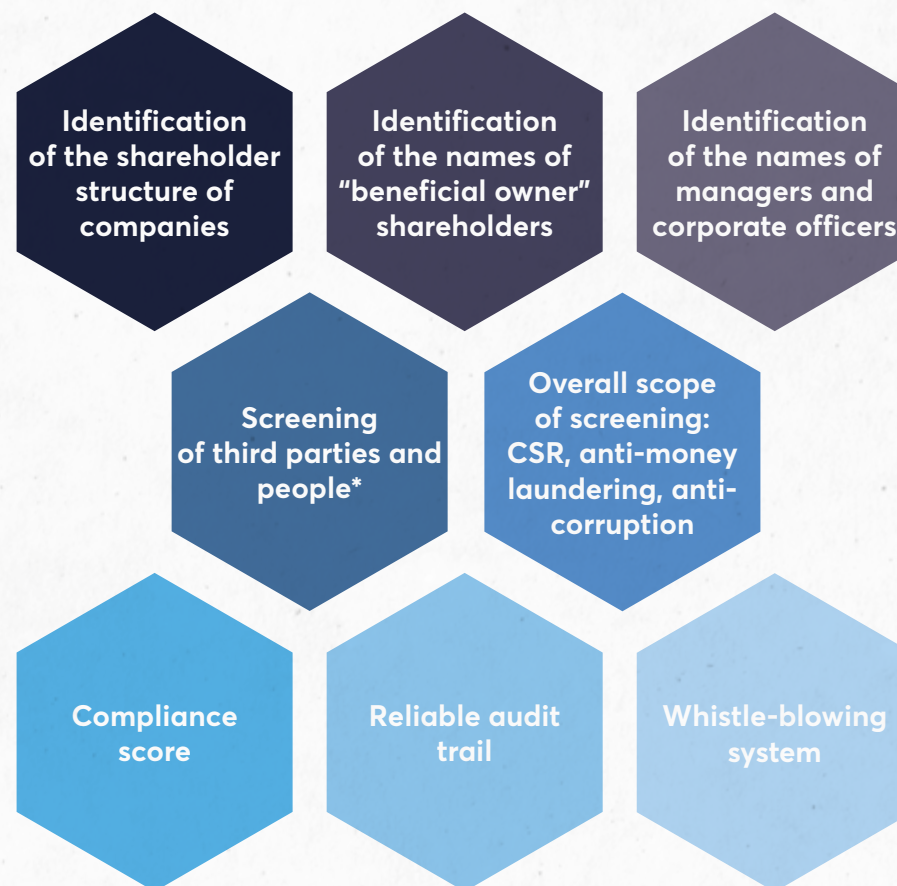 Identification
of the shareholder
structure of
companies
Identification
of the names of
“beneficial owner”
shareholders
Identification
of the names of
managers and
corporate officers
Screening
of third parties and
people*
Overall scope
of screening:
CSR, anti-money
laundering, anti-
corruption
Compliance
score
Reliable audit
trail
Whistle-blowing
system